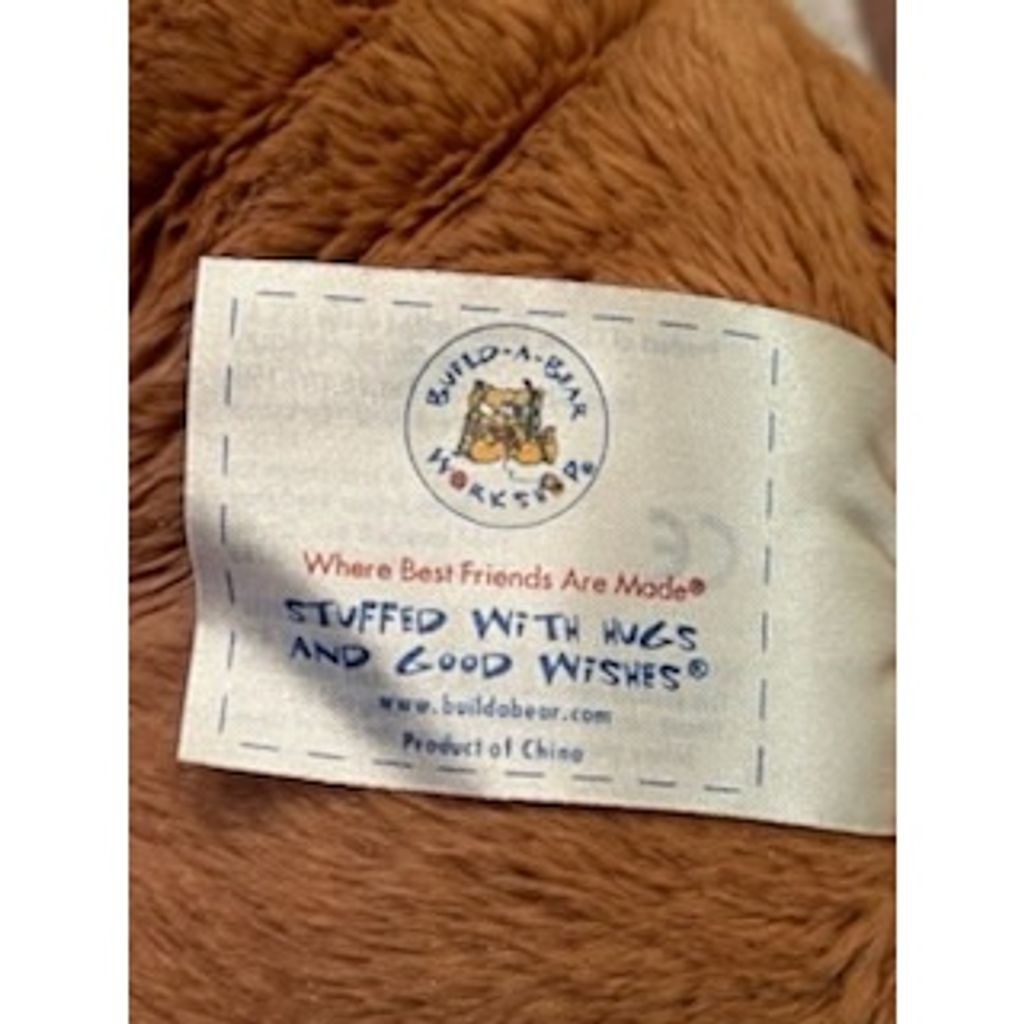 BUILD-A-BEAR
WORKSHOP®
Where Best Friends Are Made®
STUFFED WiTH HUGS
AND GOOD WiSHES®
www.buildabear.com
Product of China
CE